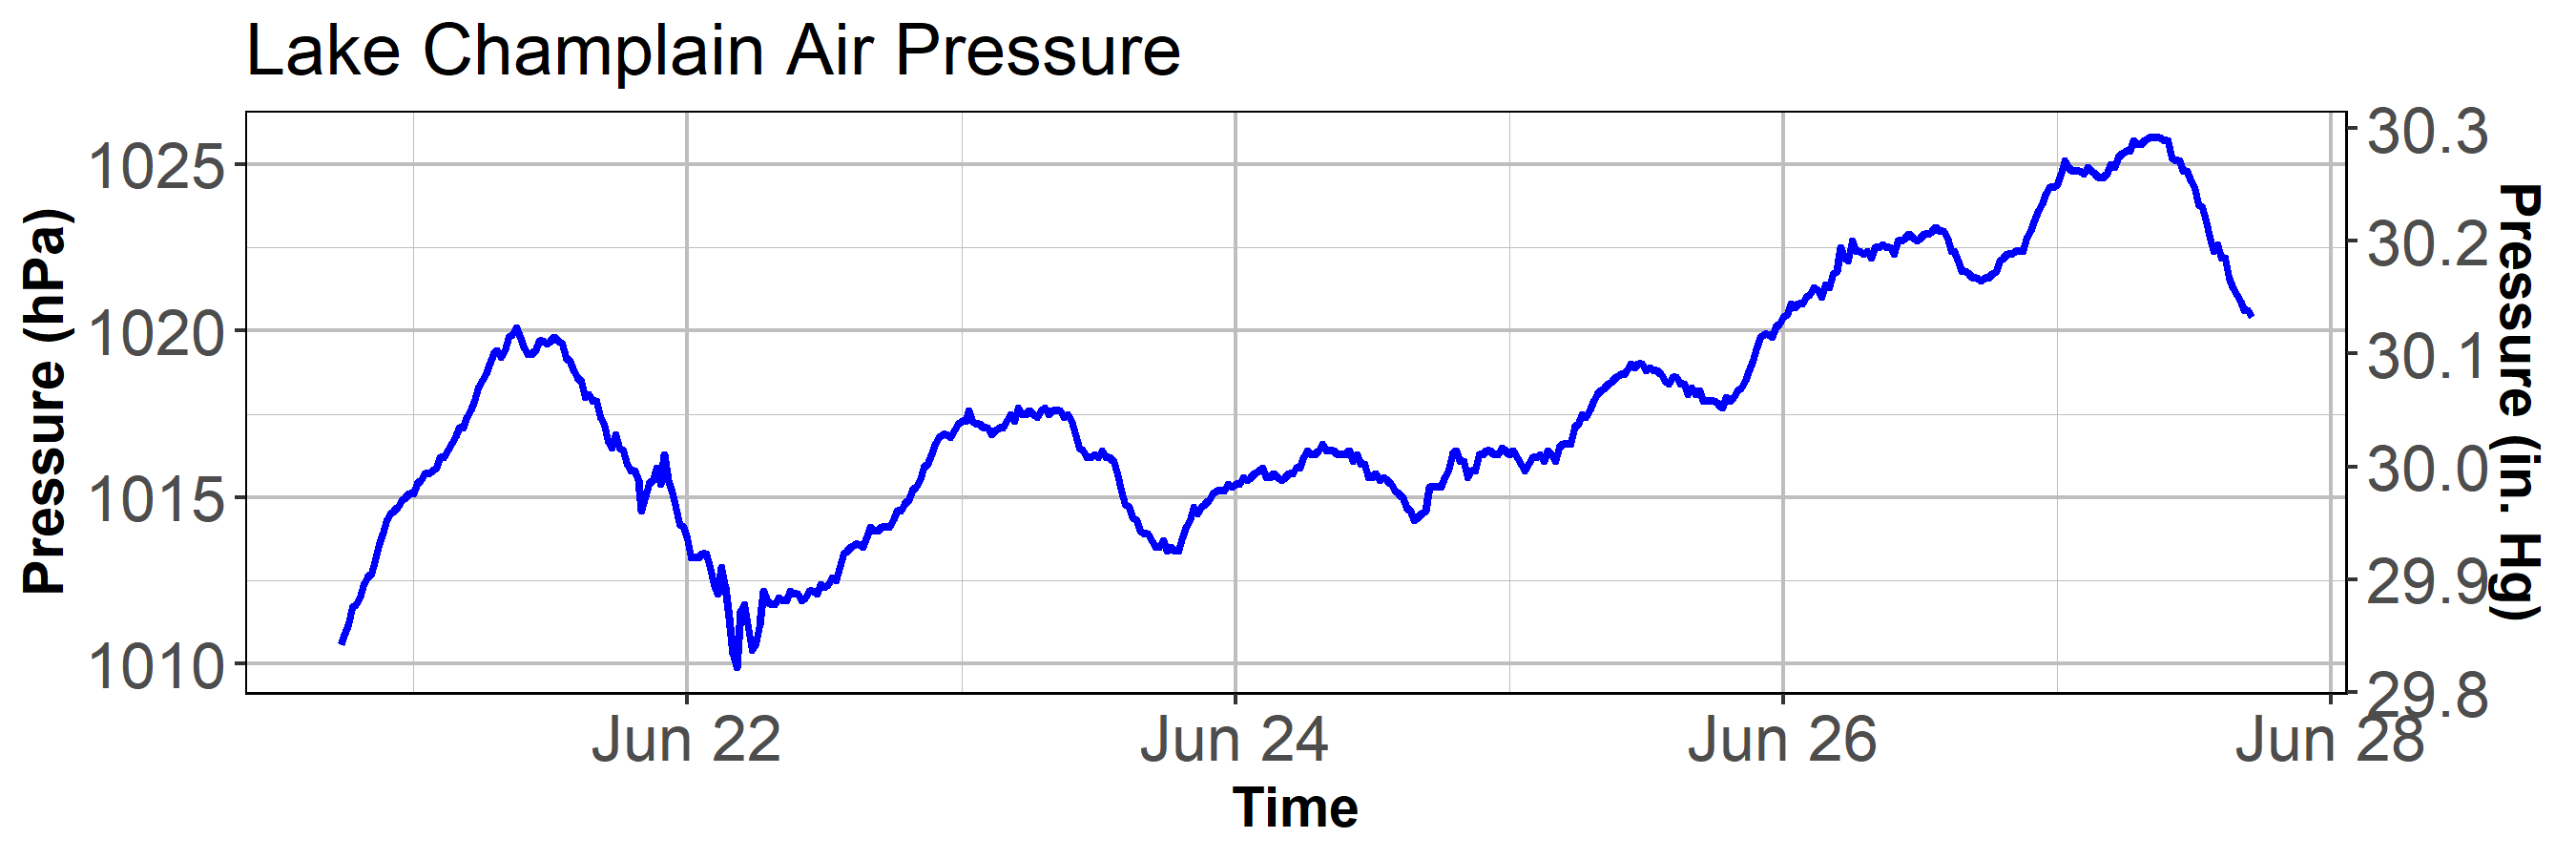 Lake Champlain Air Pressure
Pressure (hPa)
1025
1020
1015
1010
30.3
30.2
30.1
30.0
29.9
29.8
Pressure (in. Hg)
Jun 22
Jun 24
Jun 26
Jun 28
Time